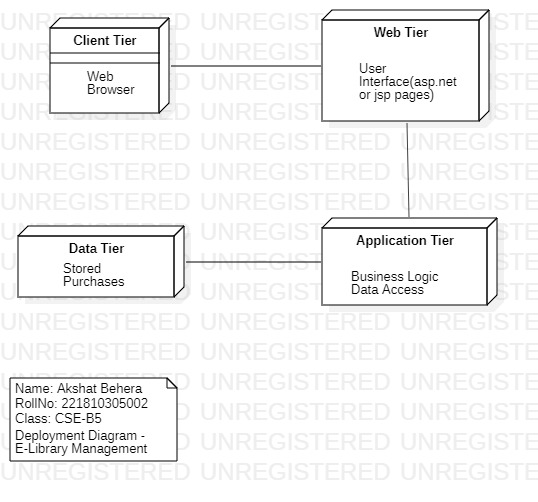 Client Tier
Web
Browser
Web Tier
User
Interface(asp.net
or jsp pages)
Data Tier
Stored
Purchases
Application Tier
Business Logic
Data Access
Name: Akshat Behera
RollNo: 221810305002
Class: CSE-B5
Deployment Diagram -
E-Library Management
UNREGISTERED UNREGISTERED UNREGISTERED